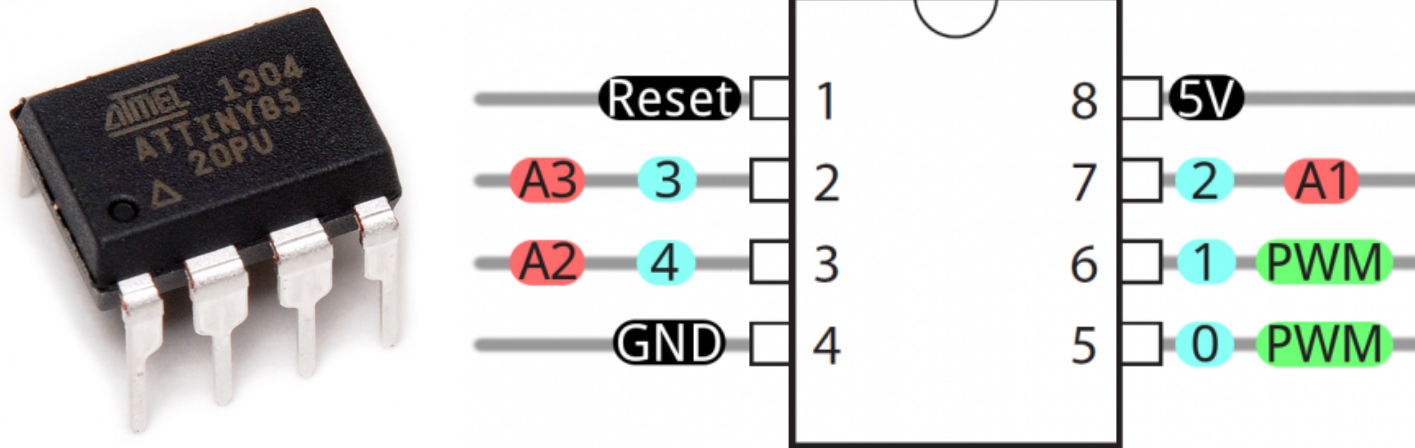 ATMEL 1304
ATTINY85
20PU
Reset 1 8 5V
A3 3 2 7 2 A1
A2 4 3 6 1 PWM
GND 4 5 0 PWM